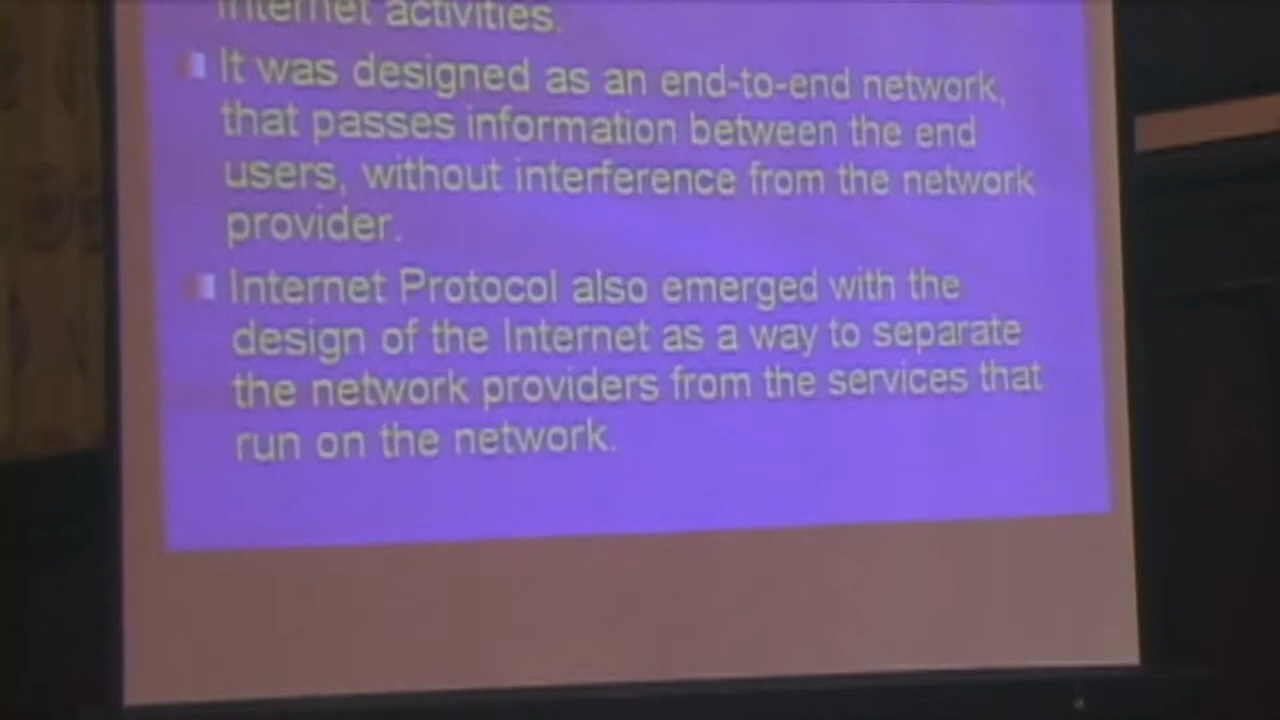 Internet activities.
It was designed as an end-to-end network,
that passes information between the end
users, without interference from the network
provider.
Internet Protocol also emerged with the
design of the Internet as a way to separate
the network providers from the services that
run on the network.